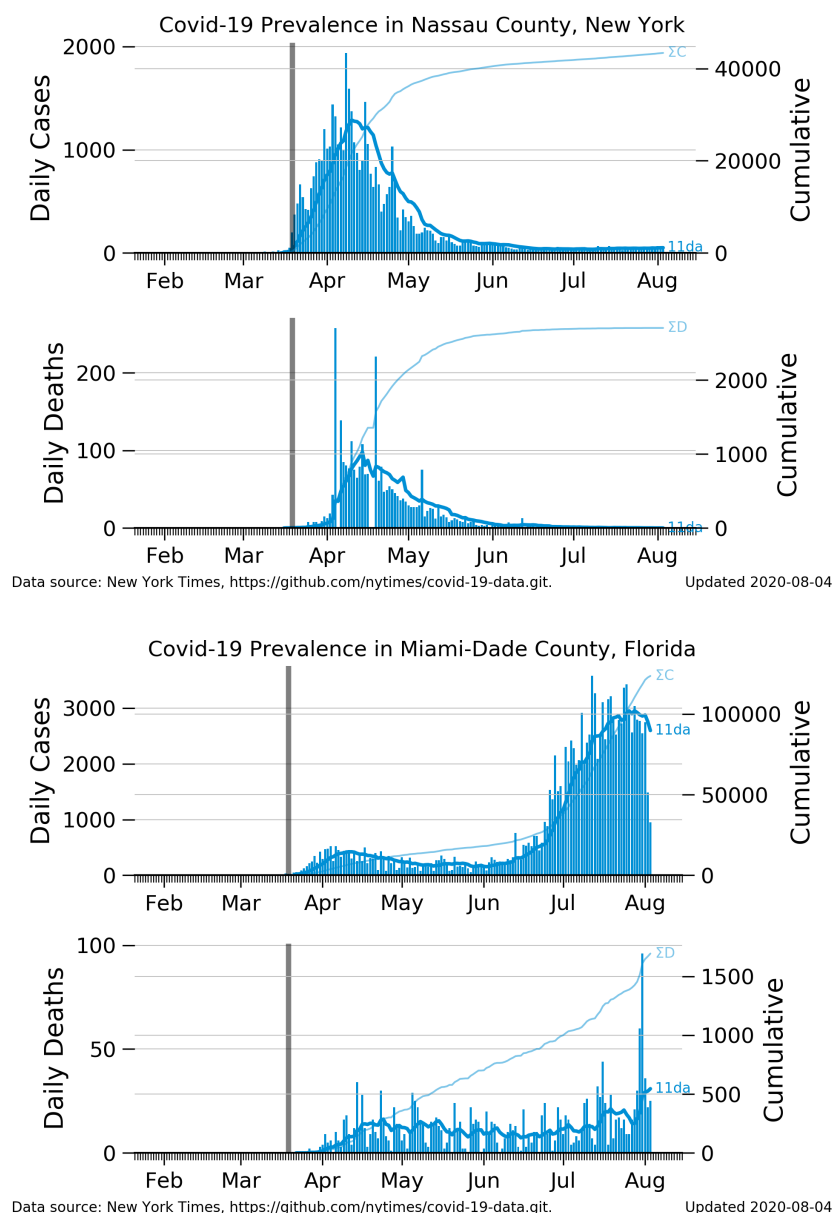 Covid-19 Prevalence in Nassau County, New York
2000
1000
0
Daily Cases
ΣC
40000
20000
0
Cumulative
11da
Feb Mar Apr May Jun Jul Aug
200
100
0
Daily Deaths
ΣD
2000
1000
0
Cumulative
11da
Feb Mar Apr May Jun Jul Aug
Data source: New York Times, https://github.com/nytimes/covid-19-data.git. Updated 2020-08-04
Covid-19 Prevalence in Miami-Dade County, Florida
3000
2000
1000
0
Daily Cases
ΣC
11da
100000
50000
0
Cumulative
Feb Mar Apr May Jun Jul Aug
100
50
0
Daily Deaths
ΣD
11da
1500
1000
500
0
Cumulative
Feb Mar Apr May Jun Jul Aug
Data source: New York Times, https://github.com/nytimes/covid-19-data.git. Updated 2020-08-04